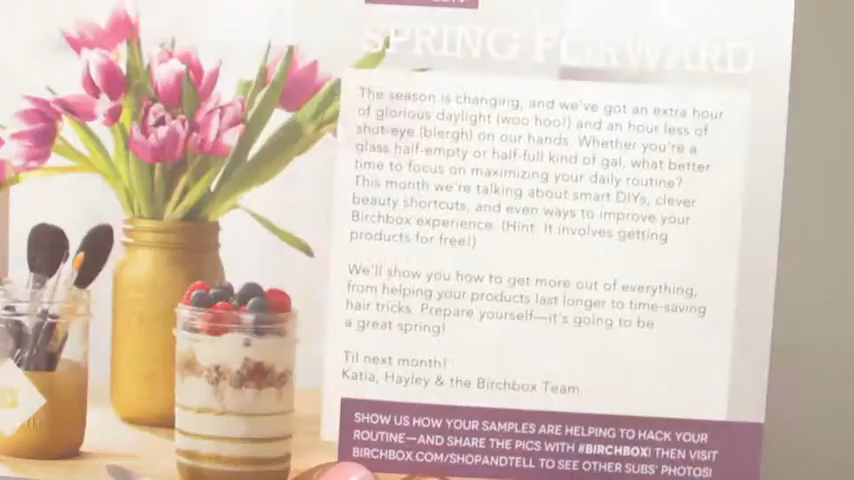 SPRING FORWARD
The season is changing, and we've got an extra hour
of glorious daylight (woo hoo!) and an hour less of
shut-eye (blergh) on our hands. Whether you're a
glass half-empty or half-full kind of gal, what better
time to focus on maximizing your daily routine?
This month we're talking about smart DIYs, clever
beauty shortcuts, and even ways to improve your
Birchbox experience. (Hint: It involves getting
products for free!)
We'll show you how to get more out of everything,
from helping your products last longer to time-saving
hair tricks. Prepare yourself—it's going to be
a great spring!
Til next month!
Katia, Hayley & the Birchbox Team
SHOW US HOW YOUR SAMPLES ARE HELPING TO HACK YOUR
ROUTINE—AND SHARE THE PICS WITH #BIRCHBOX! THEN VISIT
BIRCHBOX.COM/SHOPANDTELL TO SEE OTHER SUBS' PHOTOS!